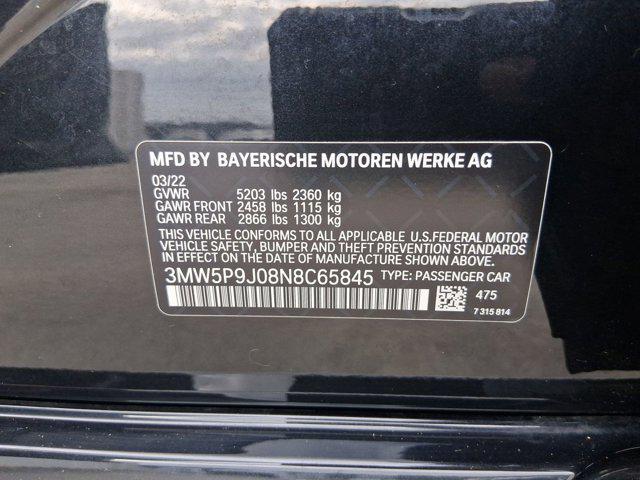 MFD BY BAYERISCHE MOTOREN WERKE AG
03/22
GVWR 5203 lbs 2360 kg
GAWR FRONT 2458 lbs 1115 kg
GAWR REAR 2866 lbs 1300 kg
THIS VEHICLE CONFORMS TO ALL APPLICABLE U.S.FEDERAL MOTOR
VEHICLE SAFETY, BUMPER AND THEFT PREVENTION STANDARDS
IN EFFECT ON THE DATE OF MANUFACTURE SHOWN ABOVE.
3MW5P9J08N8C65845 TYPE: PASSENGER CAR
475
7 315 814